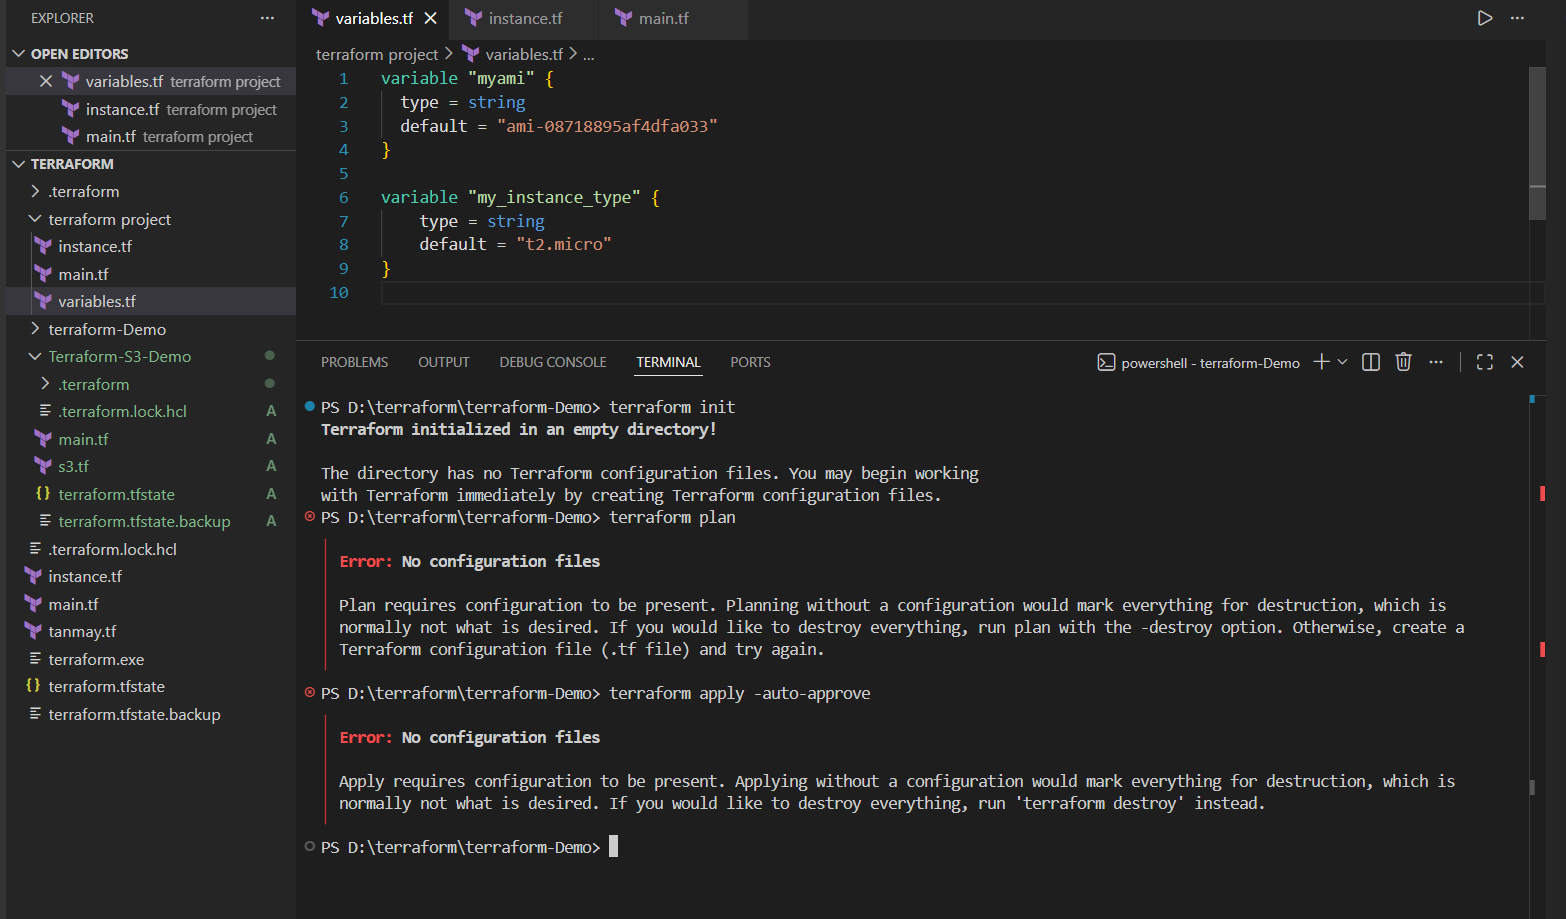 EXPLORER
OPEN EDITORS
variables.tf terraform project
instance.tf terraform project
main.tf terraform project
TERRAFORM
.terraform
terraform project
instance.tf
main.tf
variables.tf
terraform-Demo
Terraform-S3-Demo
.terraform
.terraform.lock.hcl A
main.tf A
s3.tf A
{} terraform.tfstate A
terraform.tfstate.backup A
.terraform.lock.hcl
instance.tf
main.tf
tanmay.tf
terraform.exe
{} terraform.tfstate
terraform.tfstate.backup
variables.tf instance.tf main.tf
terraform project > variables.tf > ...
1 variable "myami" {
2 type = string
3 default = "ami-08718895af4dfa033"
4 }
5
6 variable "my_instance_type" {
7 type = string
8 default = "t2.micro"
9 }
10
PROBLEMS OUTPUT DEBUG CONSOLE TERMINAL PORTS powershell - terraform-Demo
PS D:\terraform\terraform-Demo> terraform init
Terraform initialized in an empty directory!
The directory has no Terraform configuration files. You may begin working
with Terraform immediately by creating Terraform configuration files.
PS D:\terraform\terraform-Demo> terraform plan
Error: No configuration files
Plan requires configuration to be present. Planning without a configuration would mark everything for destruction, which is
normally not what is desired. If you would like to destroy everything, run plan with the -destroy option. Otherwise, create a
Terraform configuration file (.tf file) and try again.
PS D:\terraform\terraform-Demo> terraform apply -auto-approve
Error: No configuration files
Apply requires configuration to be present. Applying without a configuration would mark everything for destruction, which is
normally not what is desired. If you would like to destroy everything, run 'terraform destroy' instead.
PS D:\terraform\terraform-Demo>